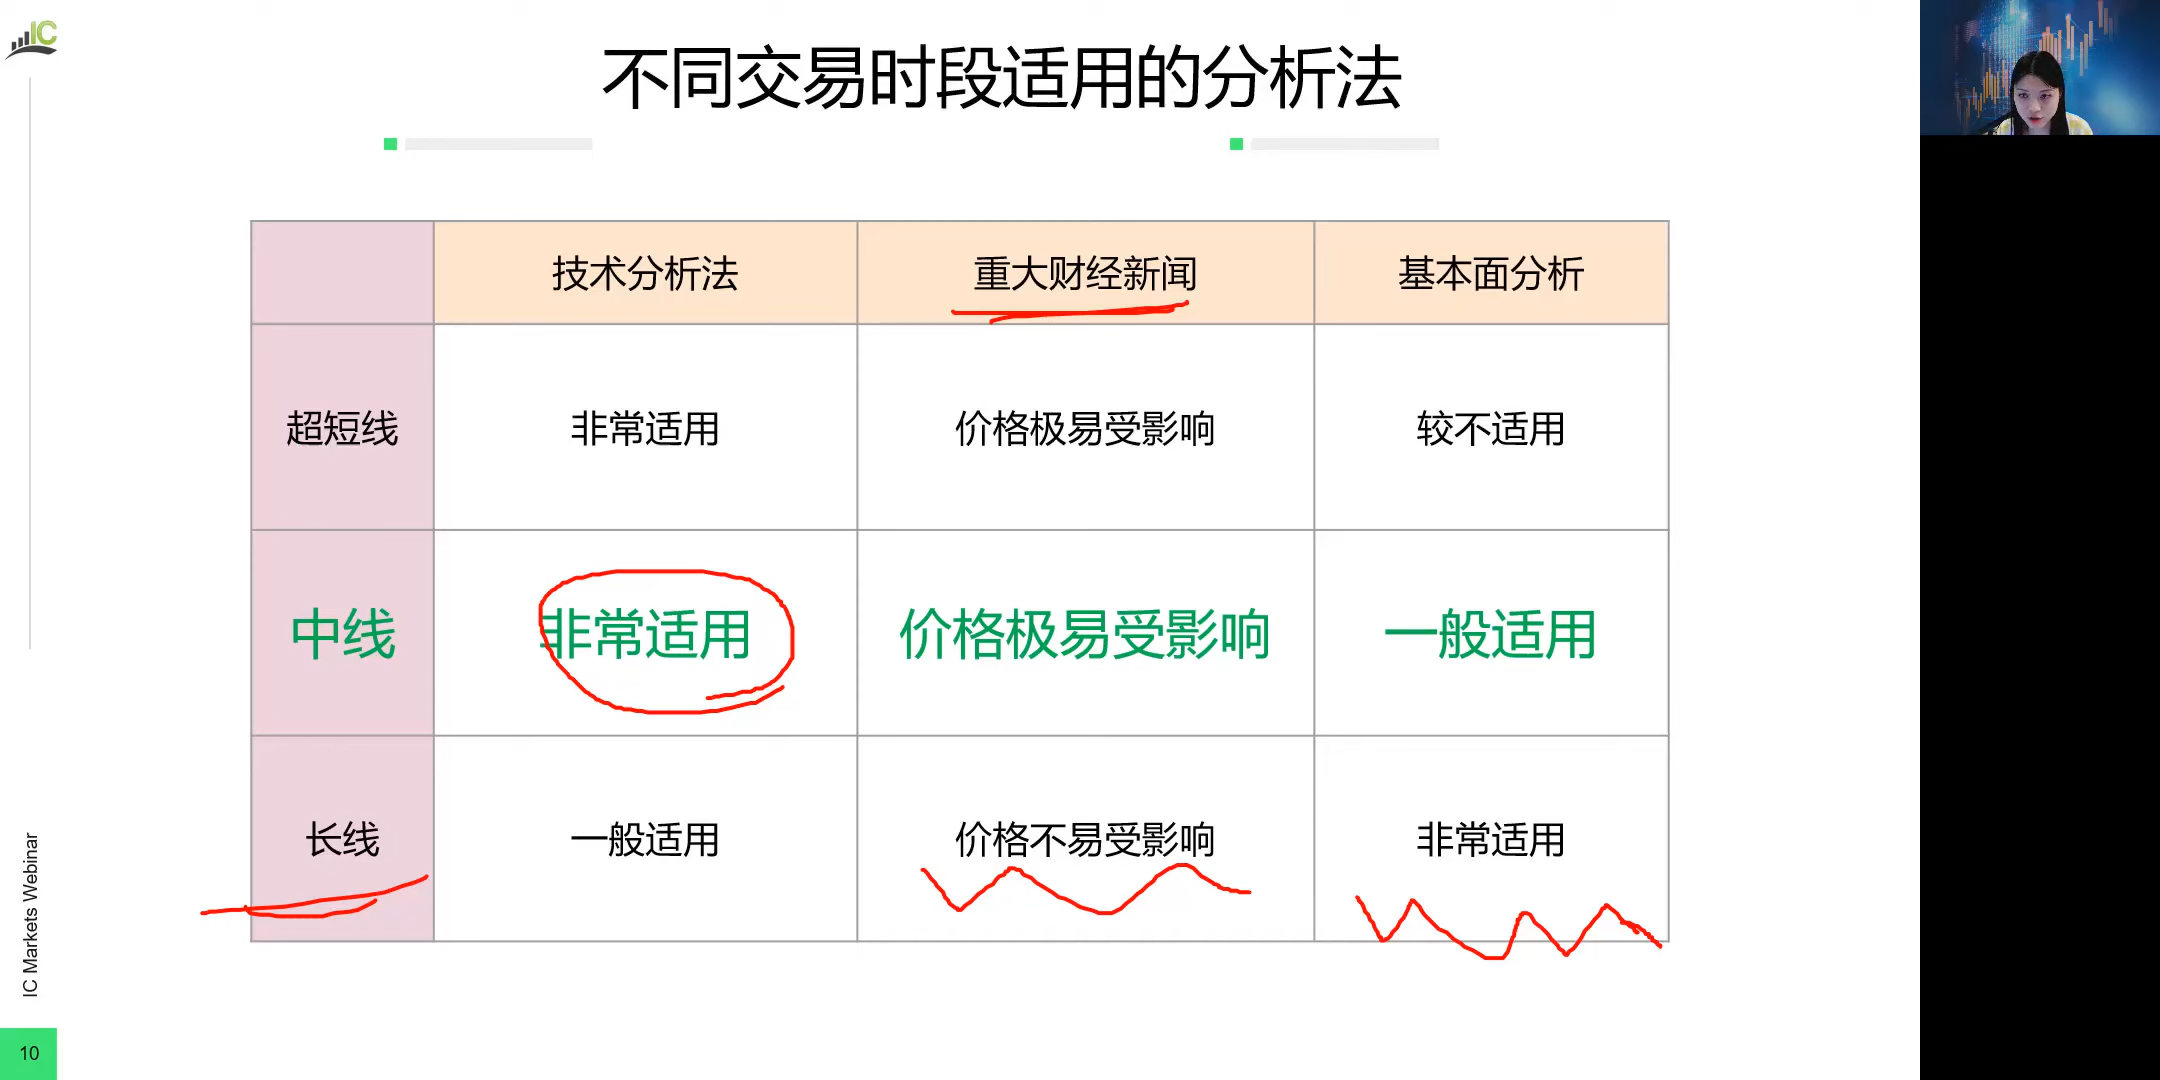 IC
不同交易时段适用的分析法
技术分析法 重大财经新闻 基本面分析
超短线 非常适用 价格极易受影响 较不适用
中线 非常适用 价格极易受影响 一般适用
长线 一般适用 价格不易受影响 非常适用
IC Markets Webinar
10